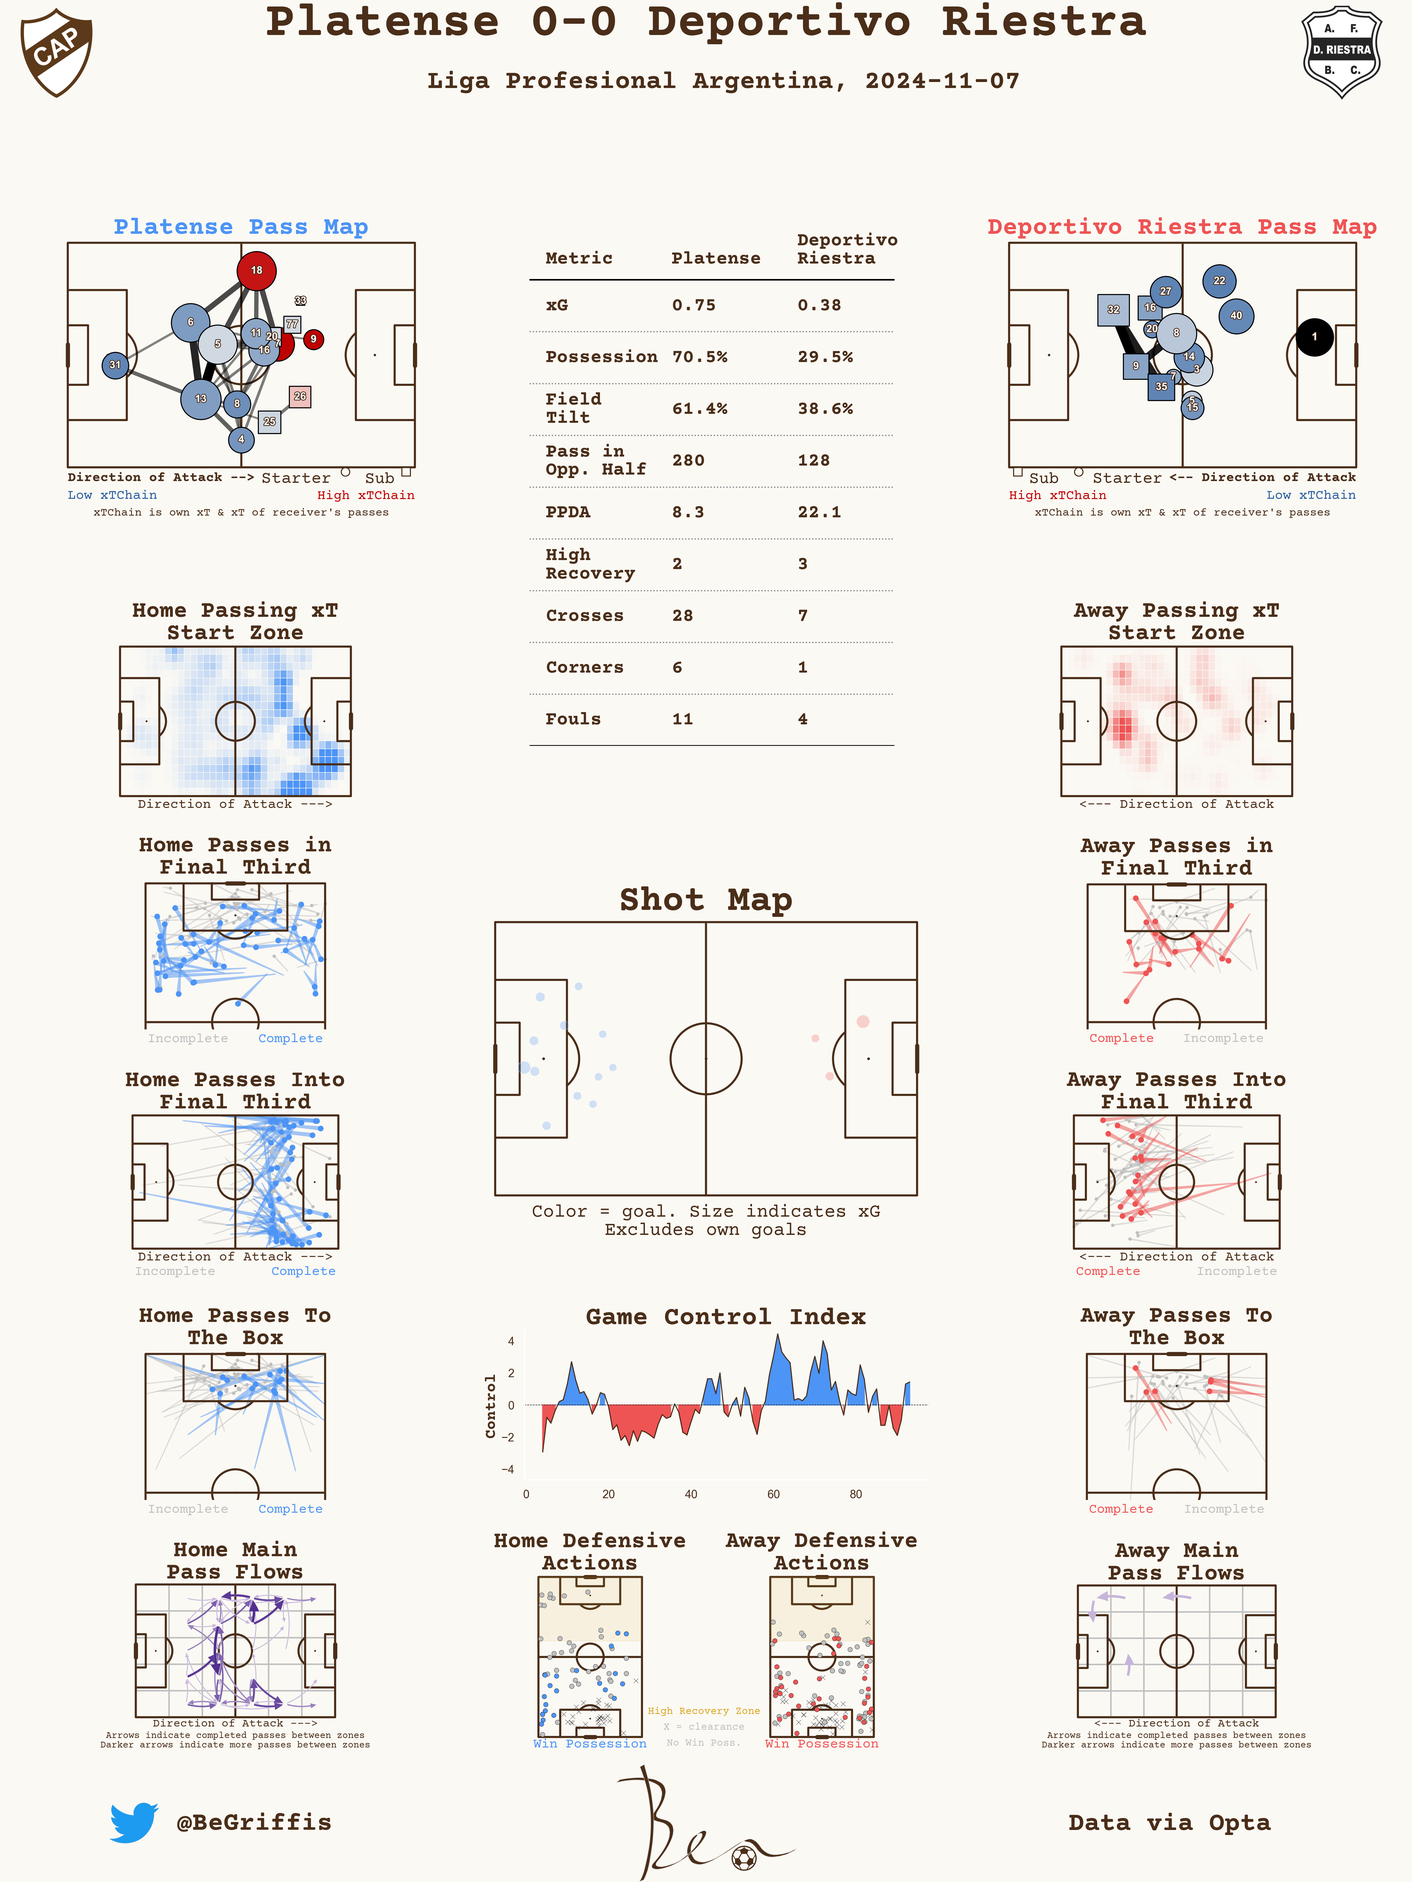 Platense 0-0 Deportivo Riestra
Liga Profesional Argentina, 2024-11-07
CAP
A. F.
D. RIESTRA
B. C.
Platense Pass Map
18
33
6
77
11
20
5
7
9
16
31
13
8
26
25
4
Direction of Attack --> Starter Sub
Low xTChain High xTChain
xTChain is own xT & xT of receiver's passes
Metric Platense Deportivo Riestra
xG 0.75 0.38
Possession 70.5% 29.5%
Field Tilt 61.4% 38.6%
Pass in Opp. Half 280 128
PPDA 8.3 22.1
High Recovery 2 3
Crosses 28 7
Corners 6 1
Fouls 11 4
Deportivo Riestra Pass Map
22
27
32
16
40
20
8
1
14
9
3
7
35
5
15
Sub Starter <-- Direction of Attack
High xTChain Low xTChain
xTChain is own xT & xT of receiver's passes
Home Passing xT
Start Zone
Direction of Attack --->
Away Passing xT
Start Zone
<--- Direction of Attack
Home Passes in
Final Third
Incomplete Complete
Away Passes in
Final Third
Complete Incomplete
Shot Map
Color = goal. Size indicates xG
Excludes own goals
Home Passes Into
Final Third
Direction of Attack --->
Incomplete Complete
Away Passes Into
Final Third
<--- Direction of Attack
Complete Incomplete
Home Passes To
The Box
Incomplete Complete
Game Control Index
Control
4
2
0
−2
−4
0 20 40 60 80
Away Passes To
The Box
Complete Incomplete
Home Main
Pass Flows
Direction of Attack --->
Arrows indicate completed passes between zones
Darker arrows indicate more passes between zones
Home Defensive
Actions
Win Possession
High Recovery Zone
X = clearance
No Win Poss.
Away Defensive
Actions
Win Possession
Away Main
Pass Flows
<--- Direction of Attack
Arrows indicate completed passes between zones
Darker arrows indicate more passes between zones
@BeGriffis
Ben
Data via Opta